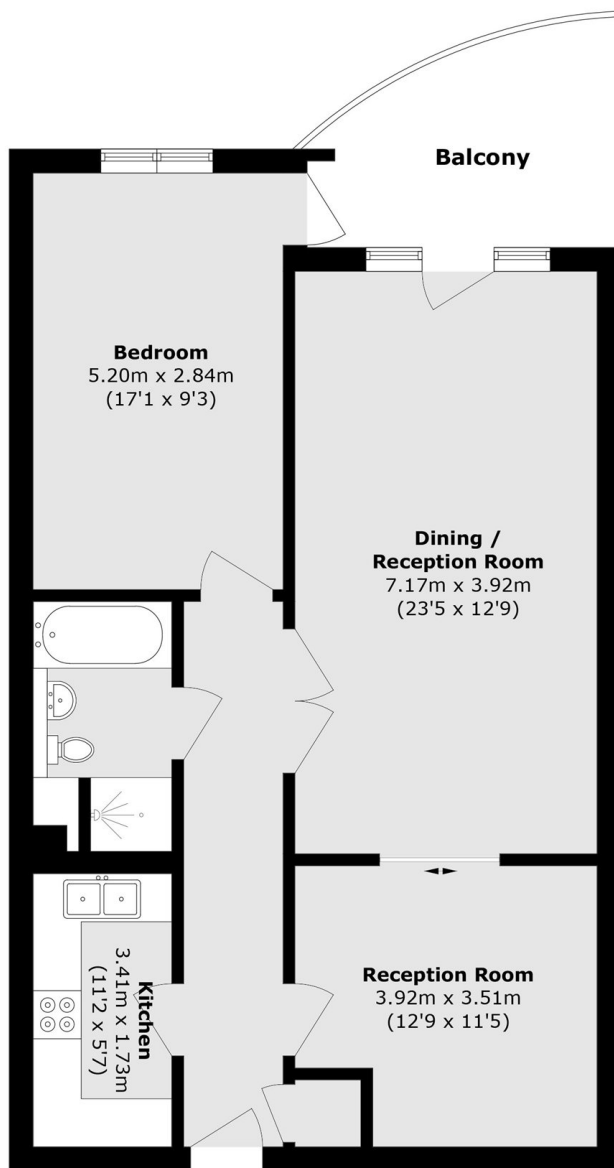 Balcony
Bedroom
5.20m x 2.84m
(17'1 x 9'3)
Dining /
Reception Room
7.17m x 3.92m
(23'5 x 12'9)
Kitchen
3.41m x 1.73m
(11'2 x 5'7)
Reception Room
3.92m x 3.51m
(12'9 x 11'5)